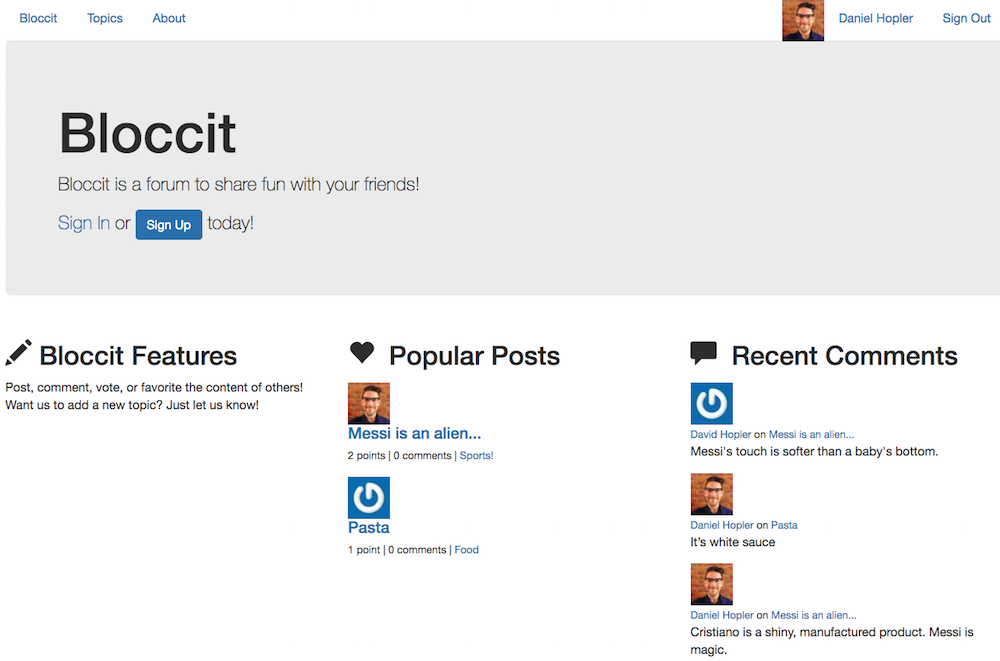 Bloccit Topics About Daniel Hopler Sign Out
Bloccit
Bloccit is a forum to share fun with your friends!
Sign In or Sign Up today!
Bloccit Features
Post, comment, vote, or favorite the content of others!
Want us to add a new topic? Just let us know!
Popular Posts
Messi is an alien...
2 points | 0 comments | Sports!
Pasta
1 point | 0 comments | Food
Recent Comments
David Hopler on Messi is an alien...
Messi's touch is softer than a baby's bottom.
Daniel Hopler on Pasta
It’s white sauce
Daniel Hopler on Messi is an alien...
Cristiano is a shiny, manufactured product. Messi is
magic.